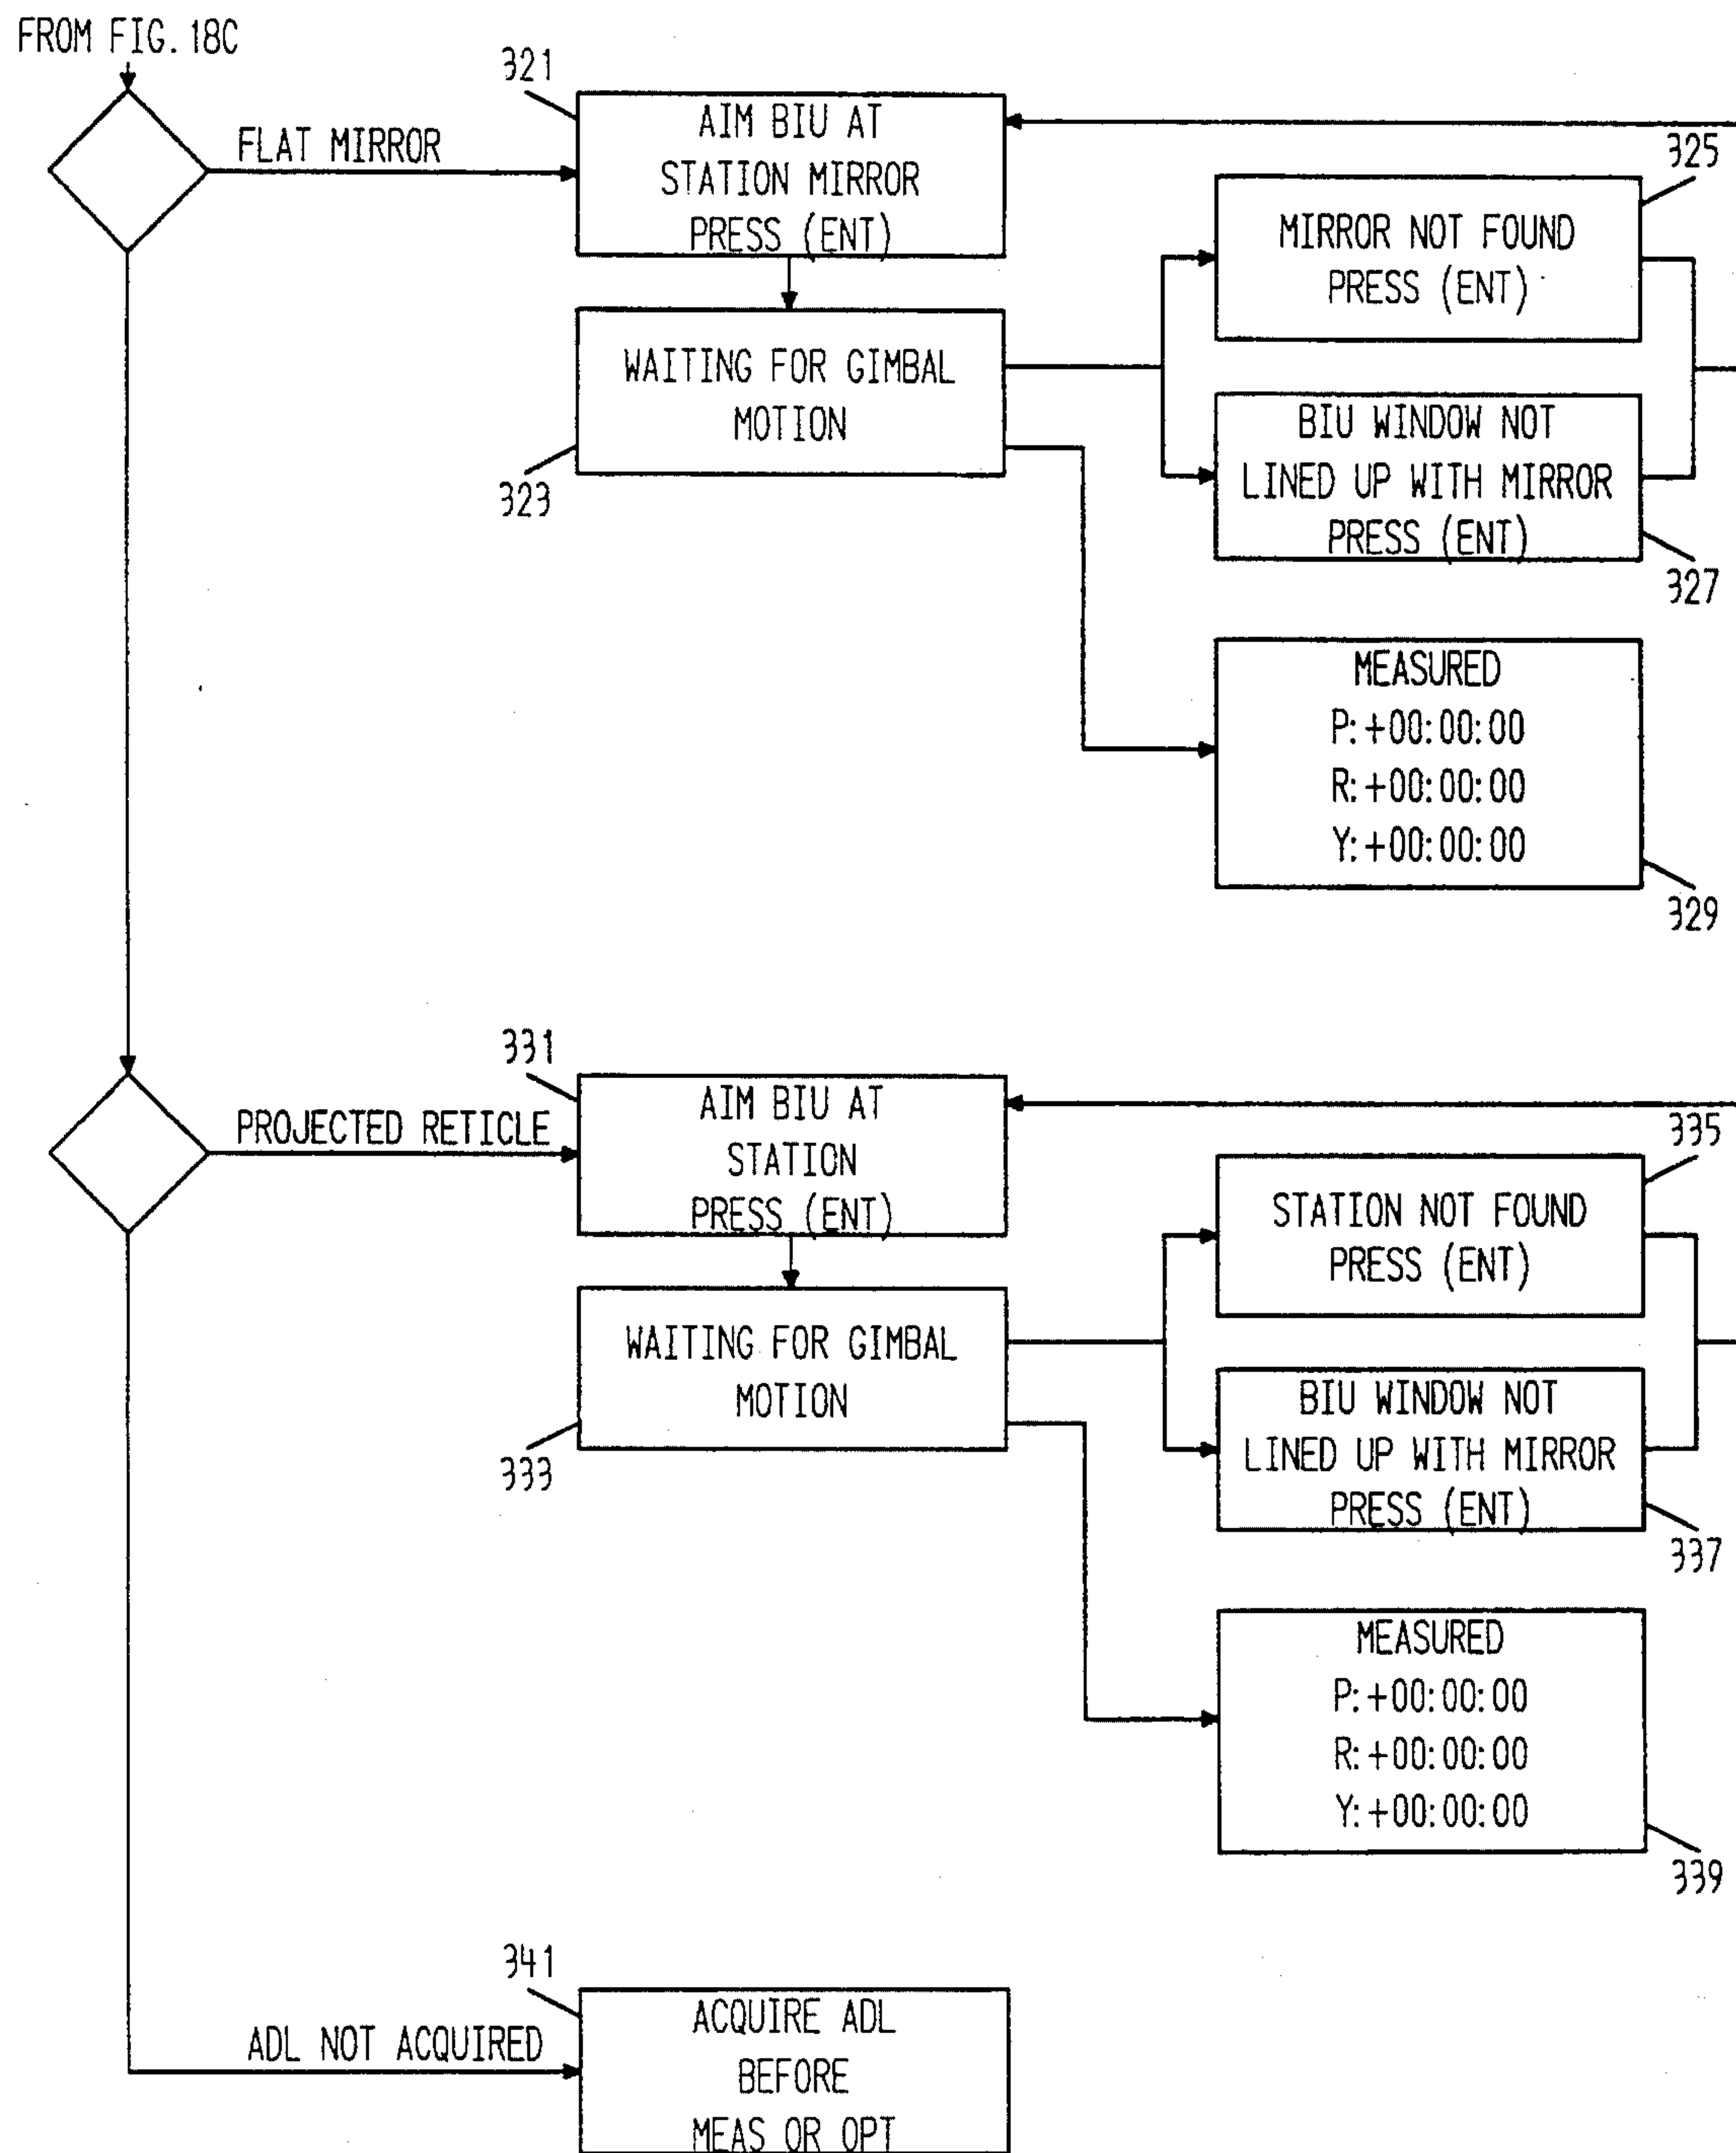 FROM FIG. 18C
321
FLAT MIRROR
AIM BIU AT
STATION MIRROR
PRESS (ENT)
325
MIRROR NOT FOUND
PRESS (ENT)
WAITING FOR GIMBAL
MOTION
323
BIU WINDOW NOT
LINED UP WITH MIRROR
PRESS (ENT)
327
MEASURED
P:+00:00:00
R:+00:00:00
Y:+00:00:00
329
331
PROJECTED RETICLE
AIM BIU AT
STATION
PRESS (ENT)
335
STATION NOT FOUND
PRESS (ENT)
WAITING FOR GIMBAL
MOTION
333
BIU WINDOW NOT
LINED UP WITH MIRROR
PRESS (ENT)
337
MEASURED
P:+00:00:00
R:+00:00:00
Y:+00:00:00
339
341
ADL NOT ACQUIRED
ACQUIRE ADL
BEFORE
MEAS OR OPT